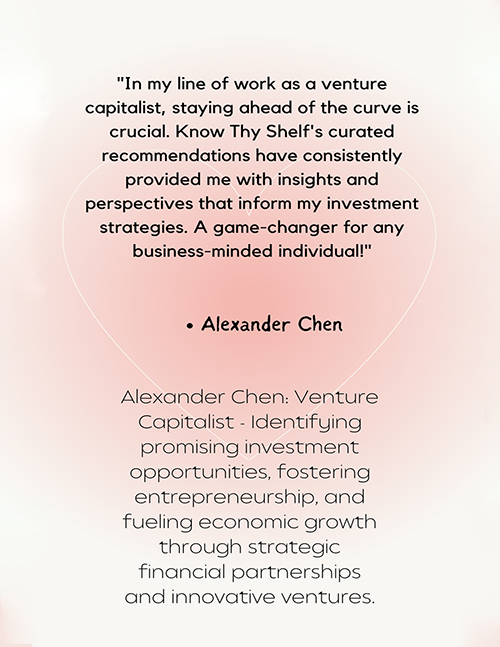 "In my line of work as a venture
capitalist, staying ahead of the curve is
crucial. Know Thy Shelf's curated
recommendations have consistently
provided me with insights and
perspectives that inform my investment
strategies. A game-changer for any
business-minded individual!"
• Alexander Chen
Alexander Chen: Venture
Capitalist - Identifying
promising investment
opportunities, fostering
entrepreneurship, and
fueling economic growth
through strategic
financial partnerships
and innovative ventures.